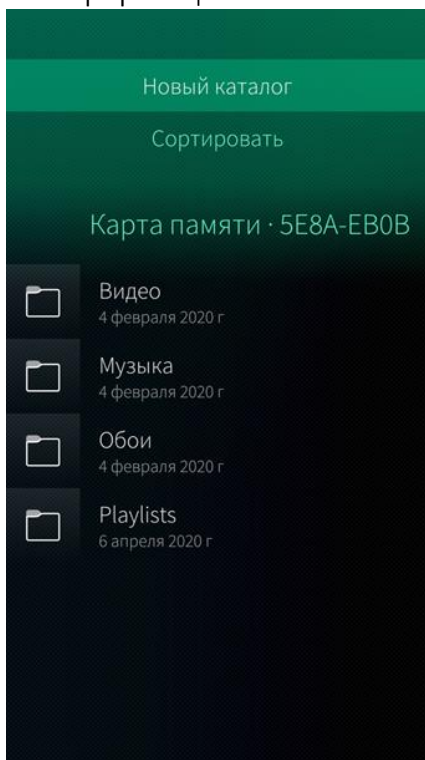 Новый каталог
Сортировать
Карта памяти · 5E8A-EB0B
Видео
4 февраля 2020 г
Музыка
4 февраля 2020 г
Обои
4 февраля 2020 г
Playlists
6 апреля 2020 г